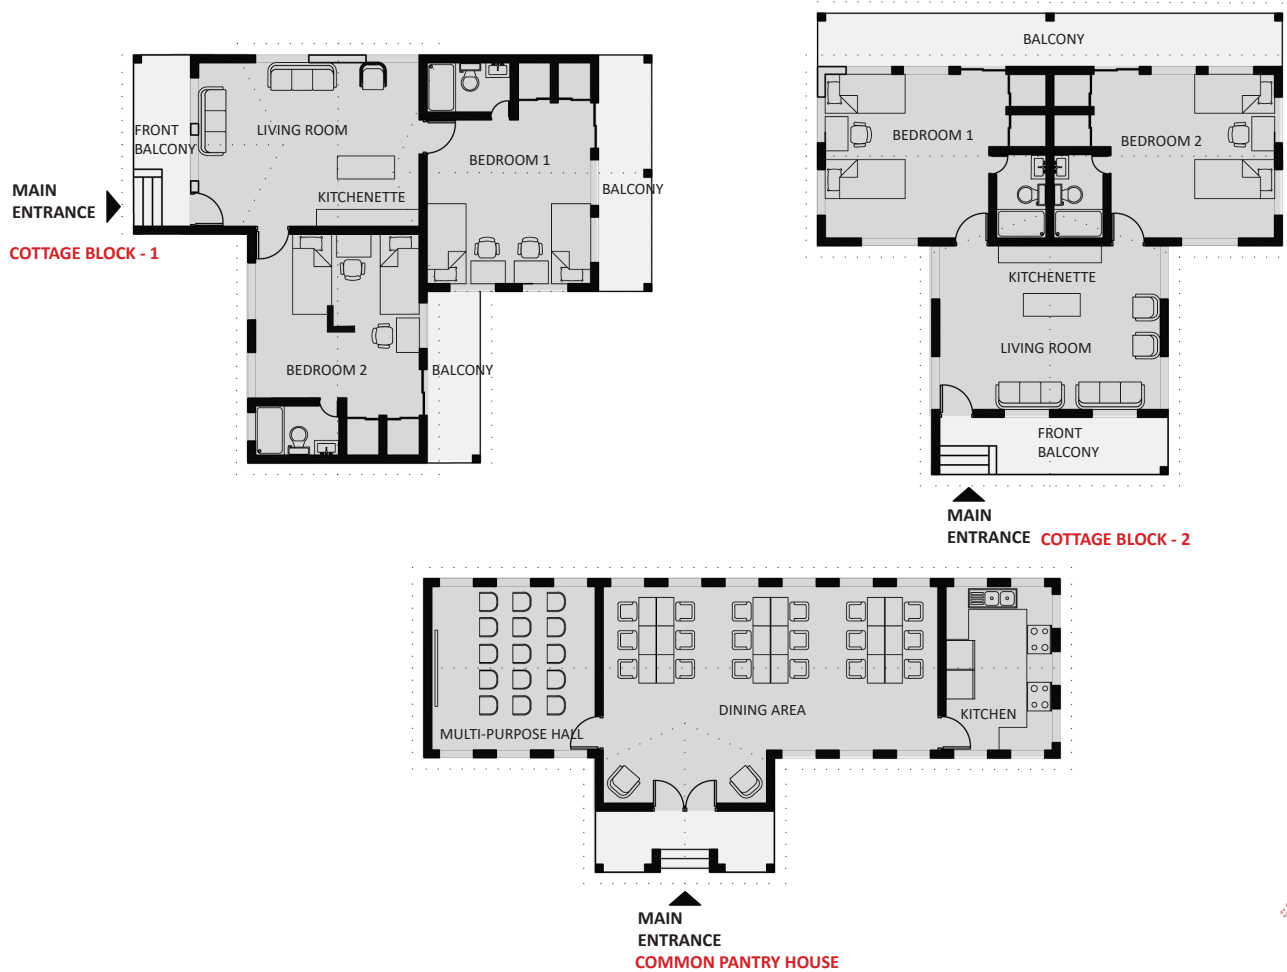 FRONT
BALCONY
LIVING ROOM
BEDROOM 1
BALCONY
KITCHENETTE
MAIN
ENTRANCE
COTTAGE BLOCK - 1
BEDROOM 2
BALCONY
BALCONY
BEDROOM 1
BEDROOM 2
KITCHENETTE
LIVING ROOM
FRONT
BALCONY
MAIN
ENTRANCE
COTTAGE BLOCK - 2
MULTI-PURPOSE HALL
DINING AREA
KITCHEN
MAIN
ENTRANCE
COMMON PANTRY HOUSE